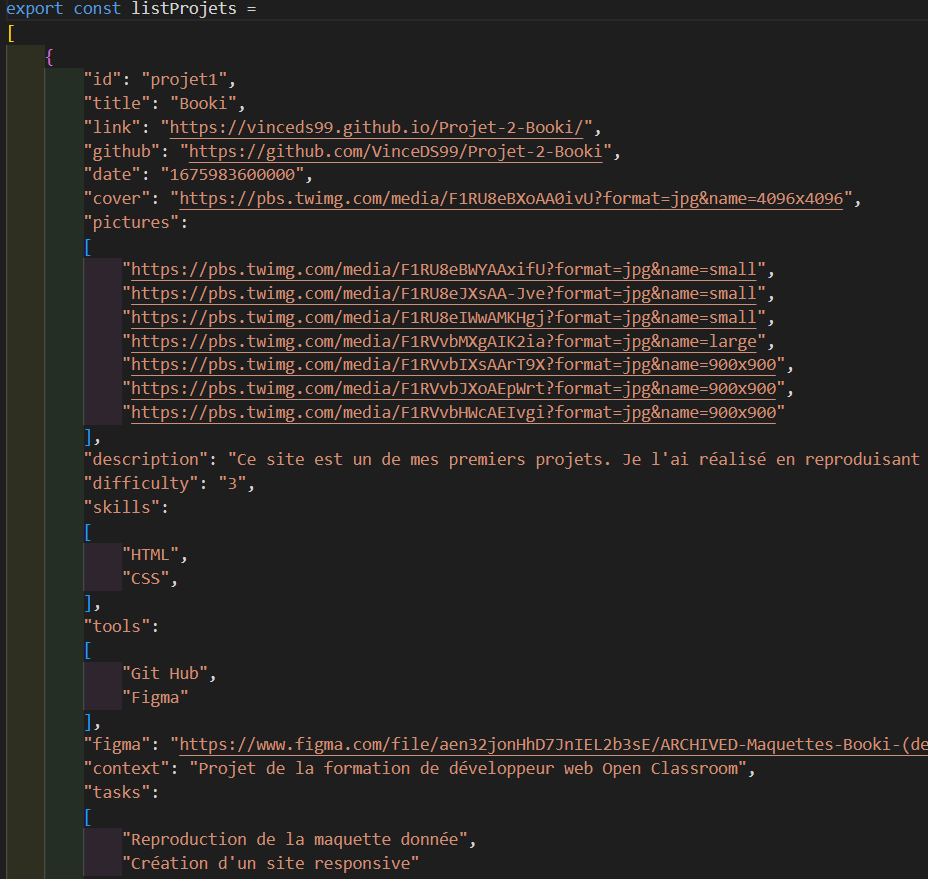 export const listProjets =
[
{
"id": "projet1",
"title": "Booki",
"link": "https://vinceds99.github.io/Projet-2-Booki/",
"github": "https://github.com/VinceDS99/Projet-2-Booki",
"date": "1675983600000",
"cover": "https://pbs.twimg.com/media/F1RU8eBXoAA0ivU?format=jpg&name=4096x4096",
"pictures":
[
"https://pbs.twimg.com/media/F1RU8eBWYAAxifU?format=jpg&name=small",
"https://pbs.twimg.com/media/F1RU8eJXsAA-Jve?format=jpg&name=small",
"https://pbs.twimg.com/media/F1RU8eIWwAMKHgj?format=jpg&name=small",
"https://pbs.twimg.com/media/F1RVvbMXgAIK2ia?format=jpg&name=large",
"https://pbs.twimg.com/media/F1RVvbIXsAArT9X?format=jpg&name=900x900",
"https://pbs.twimg.com/media/F1RVvbJXoAEpWrt?format=jpg&name=900x900",
"https://pbs.twimg.com/media/F1RVvbHWcAEIvgi?format=jpg&name=900x900"
],
"description": "Ce site est un de mes premiers projets. Je l'ai réalisé en reproduisant
"difficulty": "3",
"skills":
[
"HTML",
"CSS",
],
"tools":
[
"Git Hub",
"Figma"
],
"figma": "https://www.figma.com/file/aen32jonHhD7JnIEL2b3sE/ARCHIVED-Maquettes-Booki-(de
"context": "Projet de la formation de développeur web Open Classroom",
"tasks":
[
"Reproduction de la maquette donnée",
"Création d'un site responsive"